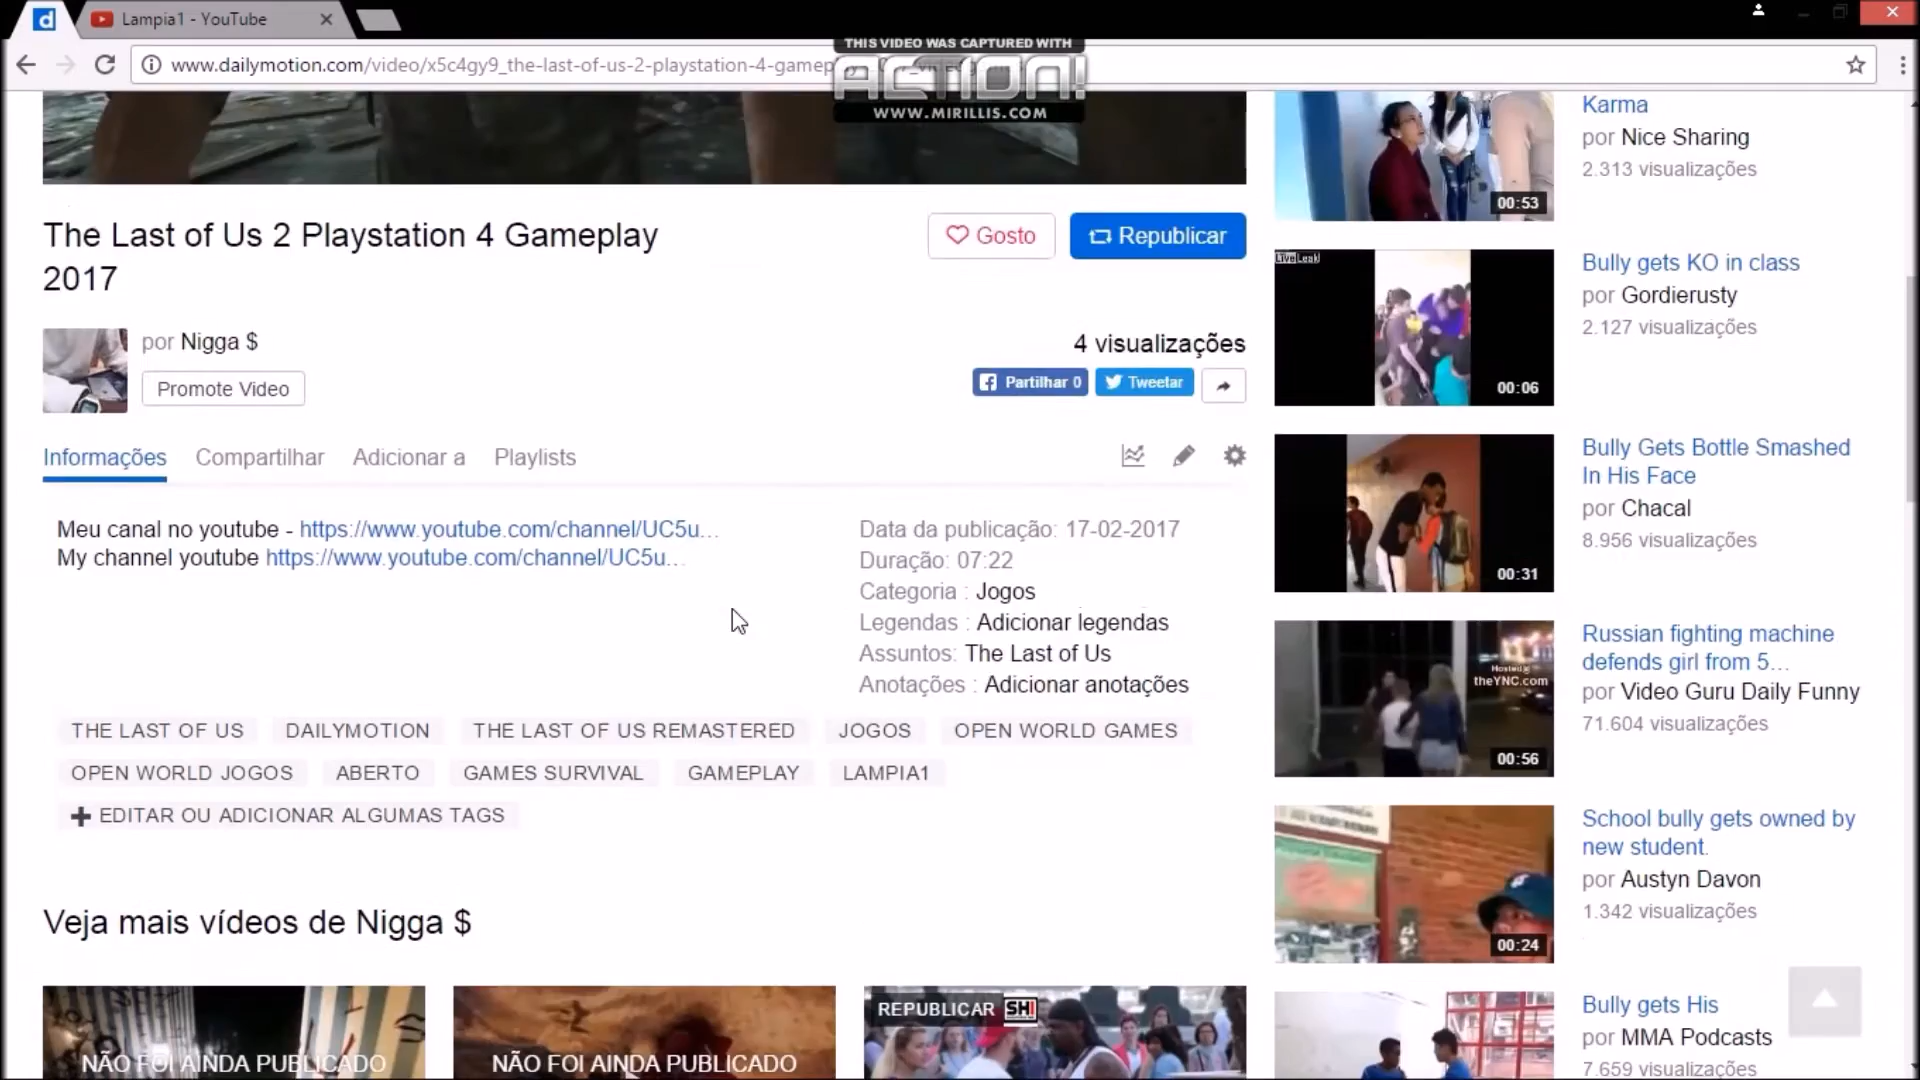 Lampia1 - YouTube
THIS VIDEO WAS CAPTURED WITH
ACTION!
WWW.MIRILLIS.COM
www.dailymotion.com/video/x5c4gy9_the-last-of-us-2-playstation-4-gamep
The Last of Us 2 Playstation 4 Gameplay
2017
Gosto
Republicar
por Nigga $
Promote Video
4 visualizações
Partilhar 0
Tweetar
Informações
Compartilhar
Adicionar a
Playlists
Meu canal no youtube - https://www.youtube.com/channel/UC5u...
My channel youtube https://www.youtube.com/channel/UC5u...
Data da publicação: 17-02-2017
Duração: 07:22
Categoria : Jogos
Legendas : Adicionar legendas
Assuntos: The Last of Us
Anotações : Adicionar anotações
THE LAST OF US DAILYMOTION THE LAST OF US REMASTERED JOGOS OPEN WORLD GAMES
OPEN WORLD JOGOS ABERTO GAMES SURVIVAL GAMEPLAY LAMPIA1
EDITAR OU ADICIONAR ALGUMAS TAGS
Veja mais vídeos de Nigga $
NÃO FOI AINDA PUBLICADO
NÃO FOI AINDA PUBLICADO
REPUBLICAR SH!
Karma
por Nice Sharing
2.313 visualizações
00:53
LiveLeak
Bully gets KO in class
por Gordierusty
2.127 visualizações
00:06
Bully Gets Bottle Smashed
In His Face
por Chacal
8.956 visualizações
00:31
Russian fighting machine
defends girl from 5...
por Video Guru Daily Funny
71.604 visualizações
Hosted @
theYNC.com
00:56
School bully gets owned by
new student.
por Austyn Davon
1.342 visualizações
00:24
Bully gets His
por MMA Podcasts
7.659 visualizações